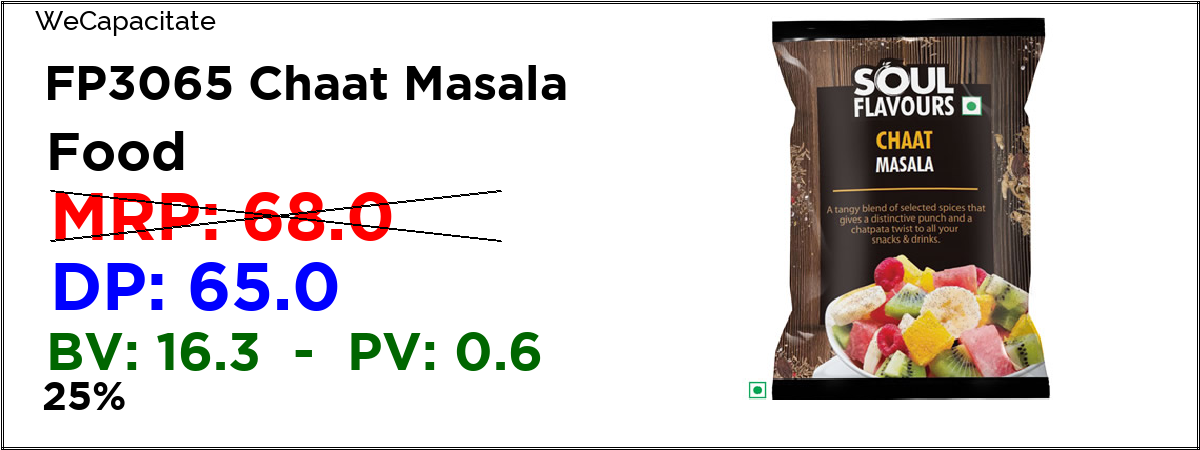 WeCapacitate
FP3065 Chaat Masala
Food
MRP: 68.0
DP: 65.0
BV: 16.3 - PV: 0.6
25%
SOUL
FLAVOURS
CHAAT
MASALA
A tangy blend of selected spices that
gives a distinctive punch and a
chatpata twist to all your
snacks & drinks.